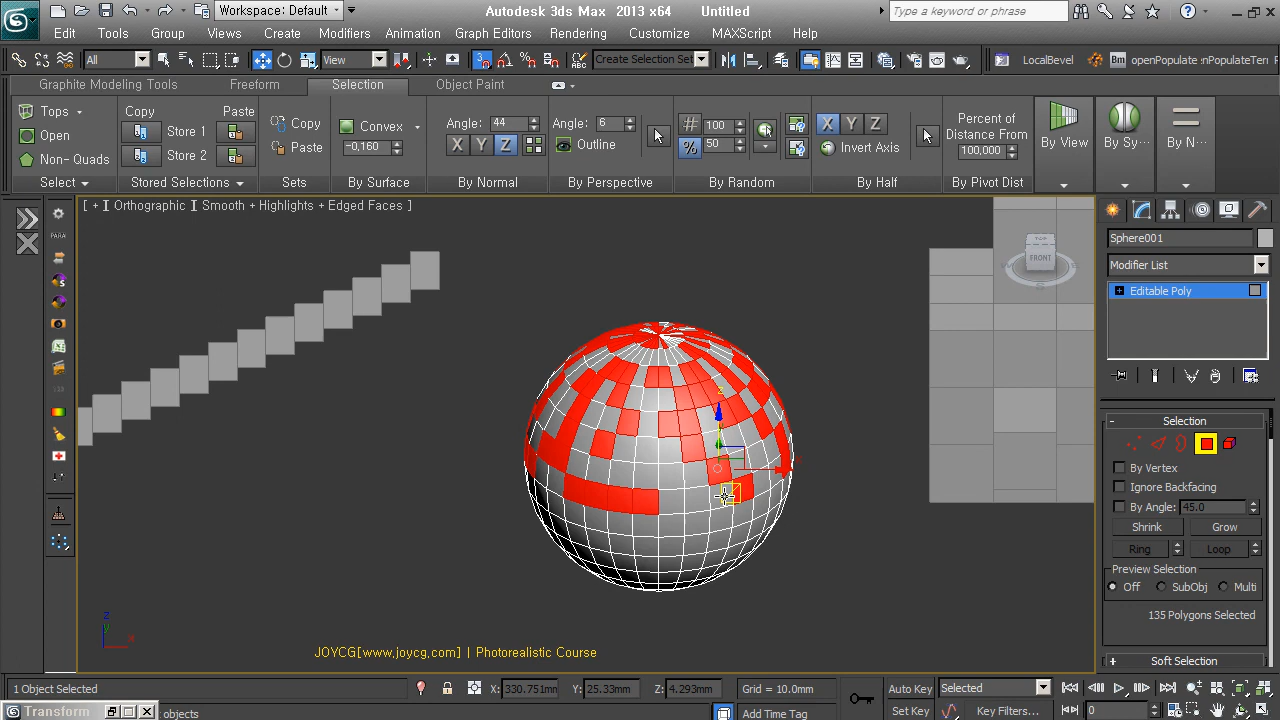 Workspace: Default
Autodesk 3ds Max 2013 x64
Untitled
Type a keyword or phrase
Edit Tools Group Views Create Modifiers Animation Graph Editors Rendering Customize MAXScript Help
All
View
3
Create Selection Set
LocalBevel
Bm openPopulate
Graphite Modeling Tools Freeform Selection Object Paint
Tops
Copy
Paste
Copy
Convex
Angle: 44
Angle: 6
100
X Y Z
Percent of
Distance From
Open
Store 1
Paste
-0,160
X Y Z
Outline
% 50
Invert Axis
100,000
By View
By Sy···
By N···
Non- Quads
Store 2
Select
Stored Selections
Sets
By Surface
By Normal
By Perspective
By Random
By Half
By Pivot Dist
[ + ] Orthographic ] Smooth + Highlights + Edged Faces ]
PARA
TOP
FRONT
S
Sphere001
Modifier List
Editable Poly
Selection
By Vertex
Ignore Backfacing
By Angle: 45.0
Shrink Grow
Ring Loop
Preview Selection
Off SubObj Multi
135 Polygons Selected
Soft Selection
z
x
z
y
x
JOYCG[www.joycg.com] | Photorealistic Course
1 Object Selected
X: 330.751mm
Y: 25.33mm
Z: 4.293mm
Grid = 10.0mm
Auto Key
Selected
Transform
objects
Add Time Tag
Set Key
Key Filters...
0